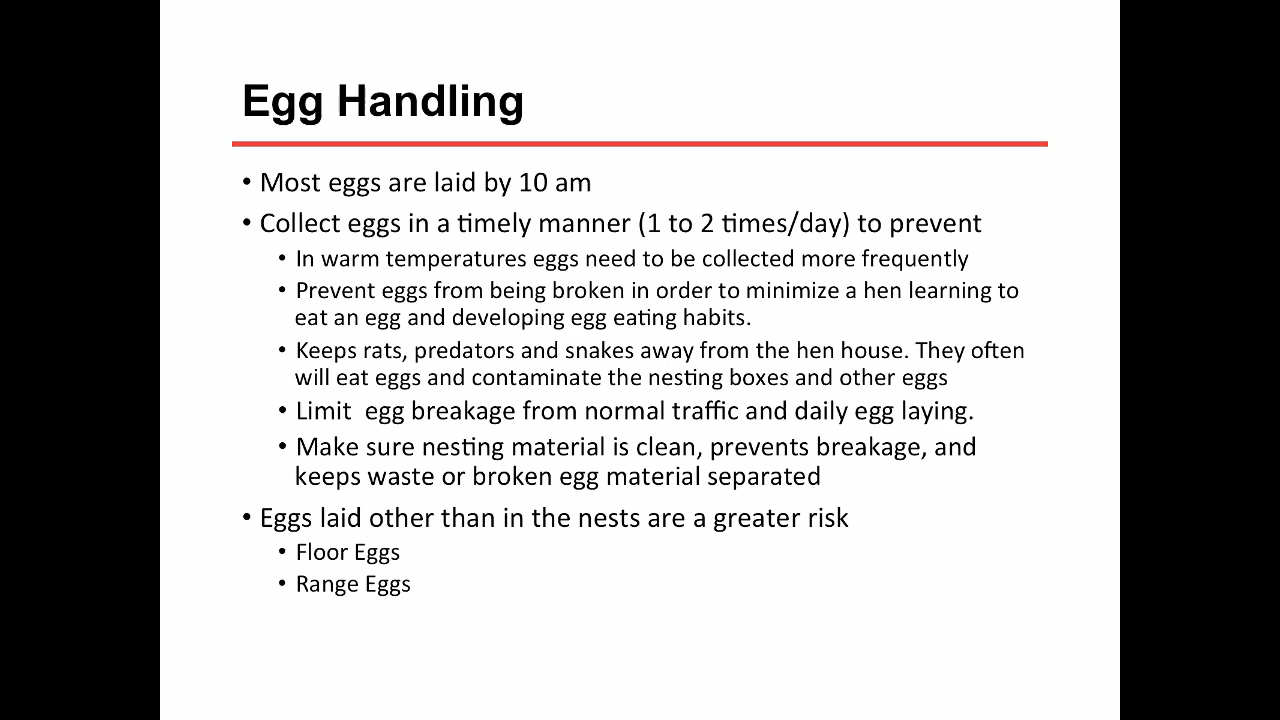 Egg Handling
• Most eggs are laid by 10 am
• Collect eggs in a timely manner (1 to 2 times/day) to prevent
• In warm temperatures eggs need to be collected more frequently
• Prevent eggs from being broken in order to minimize a hen learning to
eat an egg and developing egg eating habits.
• Keeps rats, predators and snakes away from the hen house. They often
will eat eggs and contaminate the nesting boxes and other eggs
• Limit  egg breakage from normal traffic and daily egg laying.
• Make sure nesting material is clean, prevents breakage, and
keeps waste or broken egg material separated
• Eggs laid other than in the nests are a greater risk
• Floor Eggs
• Range Eggs